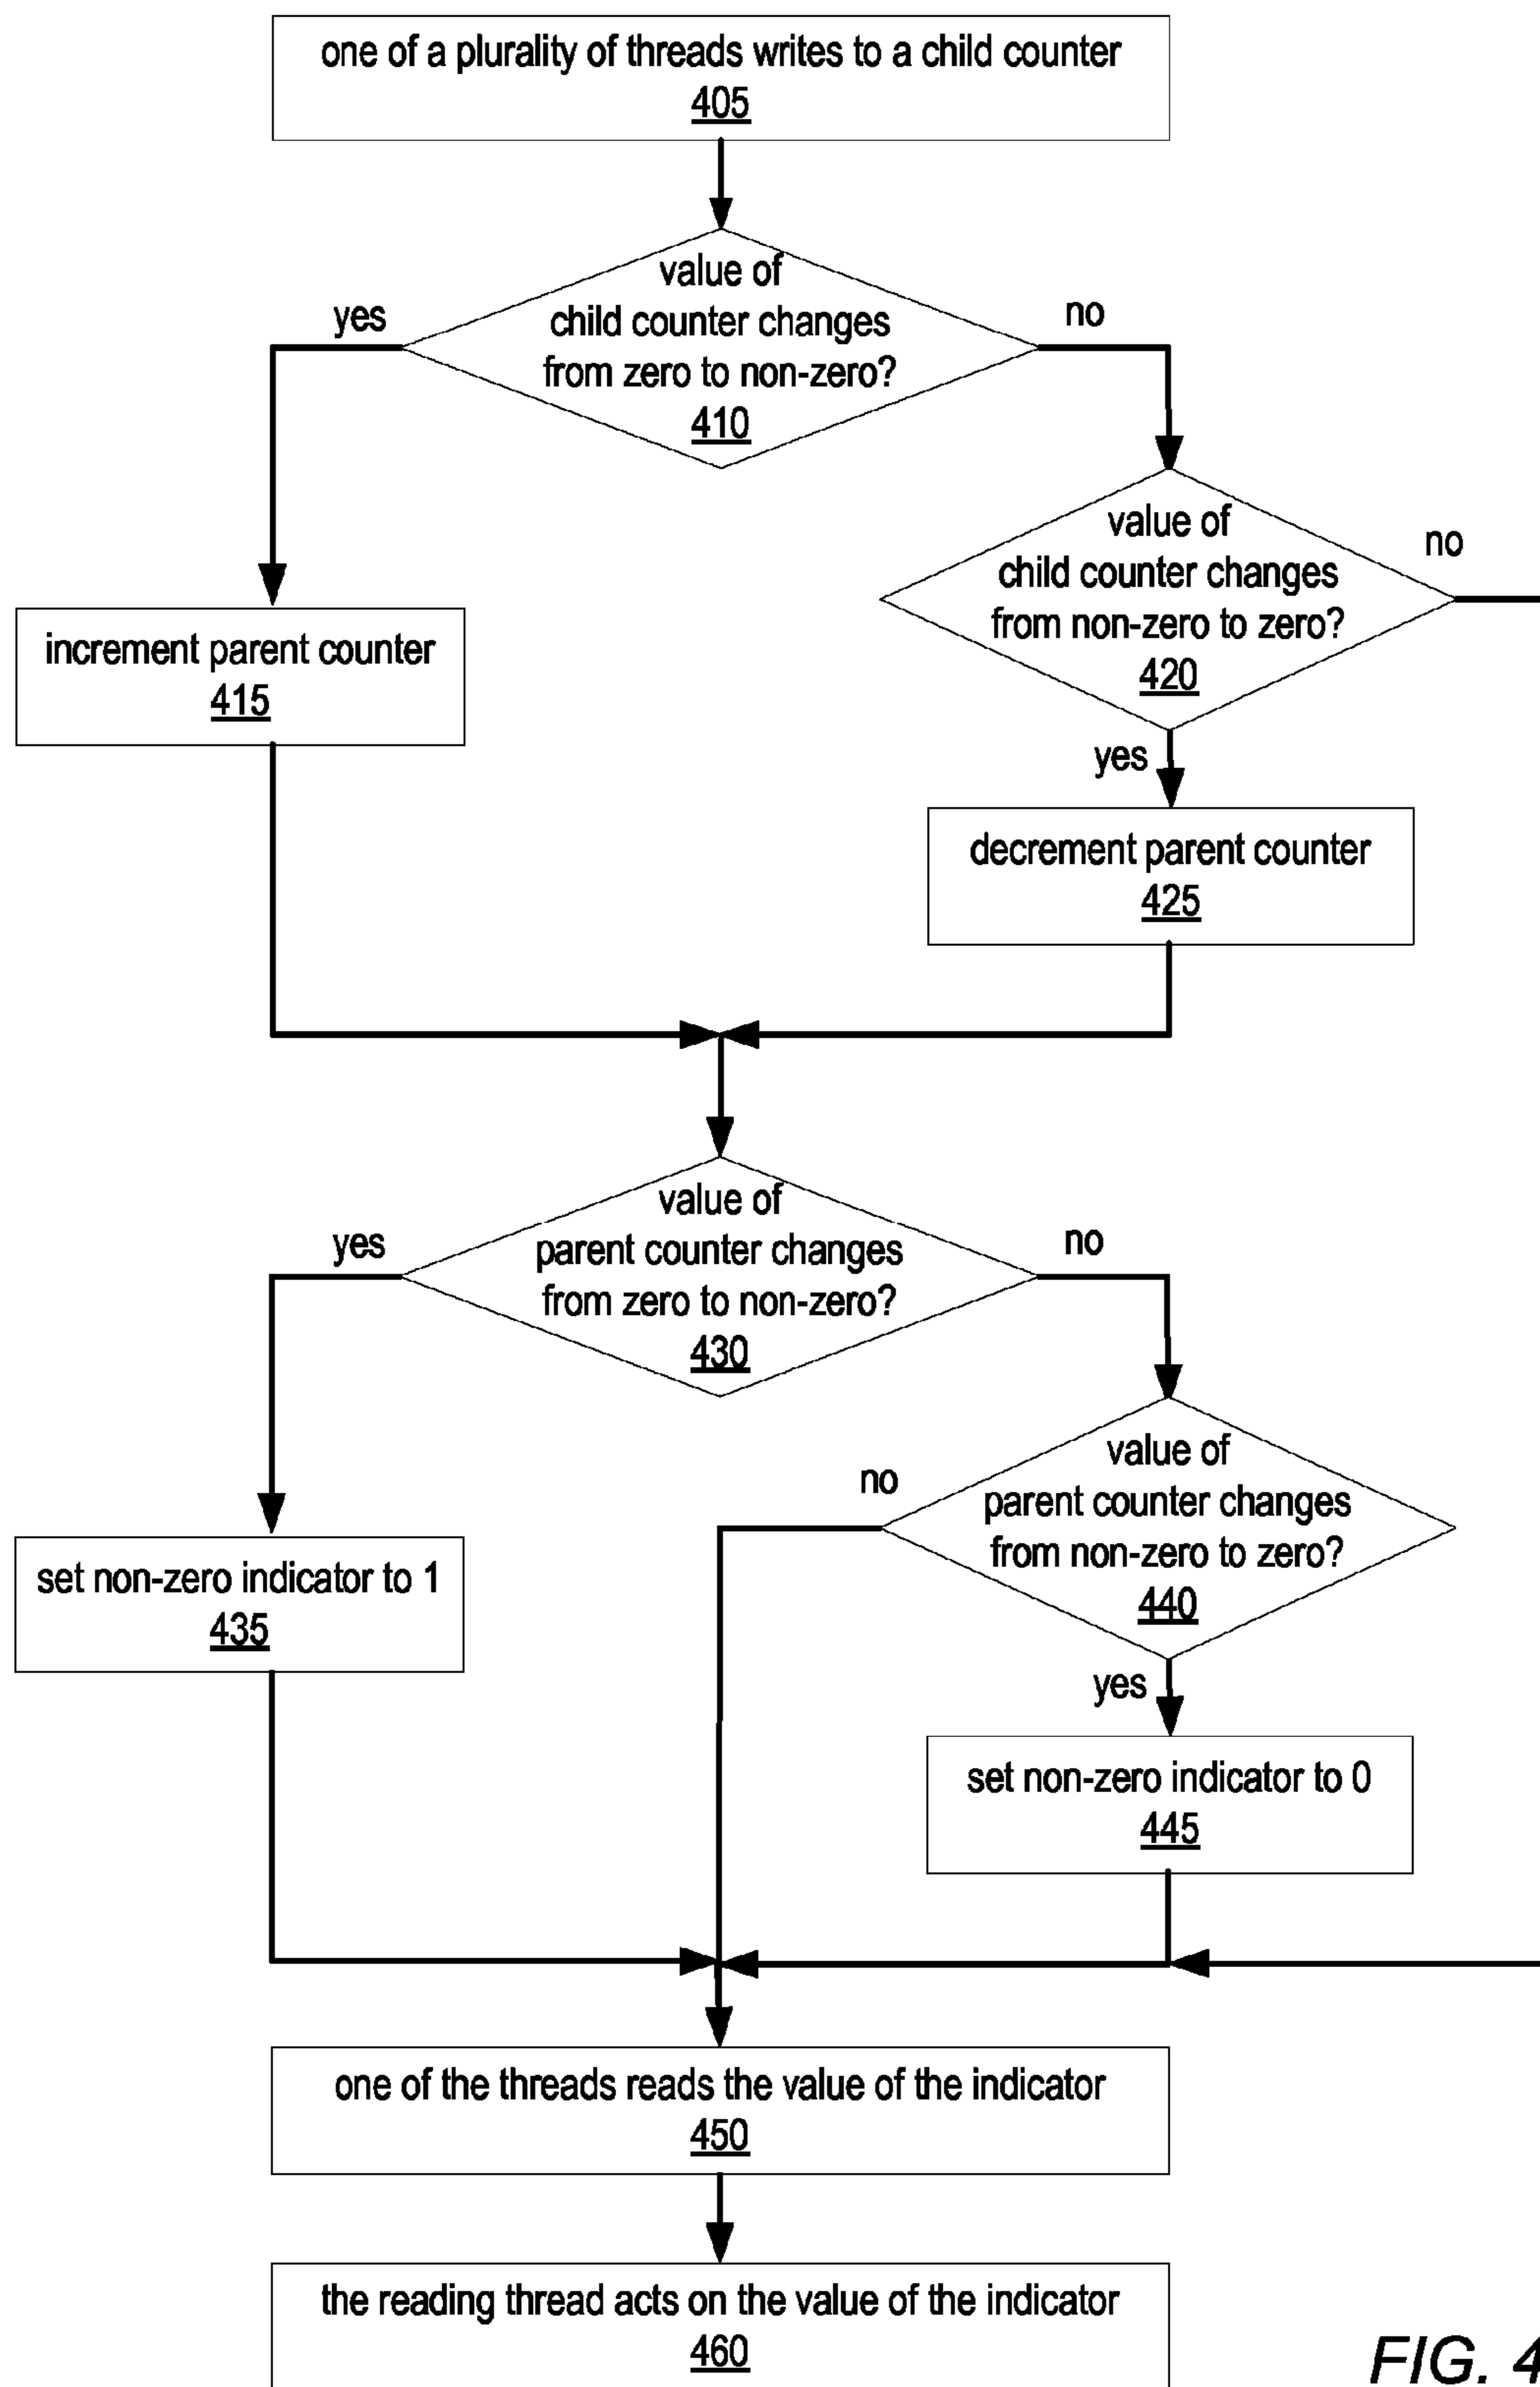 one of a plurality of threads writes to a child counter
405
value of
child counter changes
from zero to non-zero?
410
yes
no
value of
child counter changes
from non-zero to zero?
420
no
increment parent counter
415
yes
decrement parent counter
425
value of
parent counter changes
from zero to non-zero?
430
yes
no
value of
parent counter changes
from non-zero to zero?
440
no
set non-zero indicator to 1
435
yes
set non-zero indicator to 0
445
one of the threads reads the value of the indicator
450
the reading thread acts on the value of the indicator
460
FIG. 4